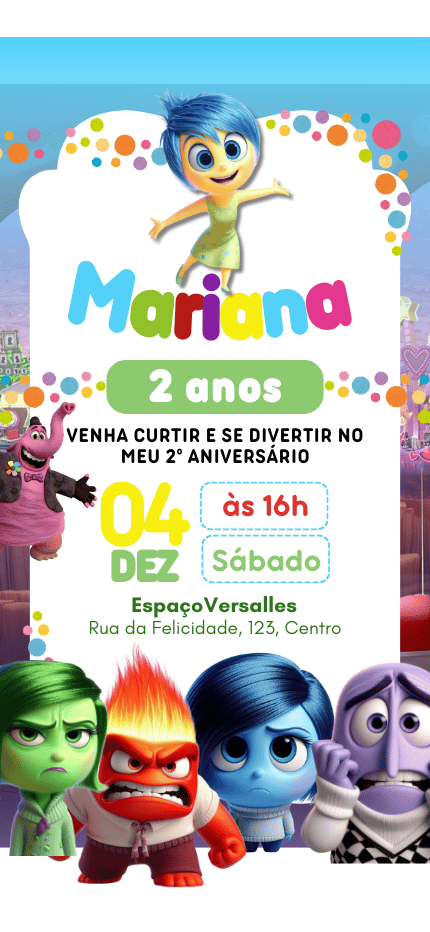 Mariana
2 anos
VENHA CURTIR E SE DIVERTIR NO
MEU 2º ANIVERSÁRIO
04
DEZ
às 16h
Sábado
EspaçoVersalles
Rua da Felicidade, 123, Centro